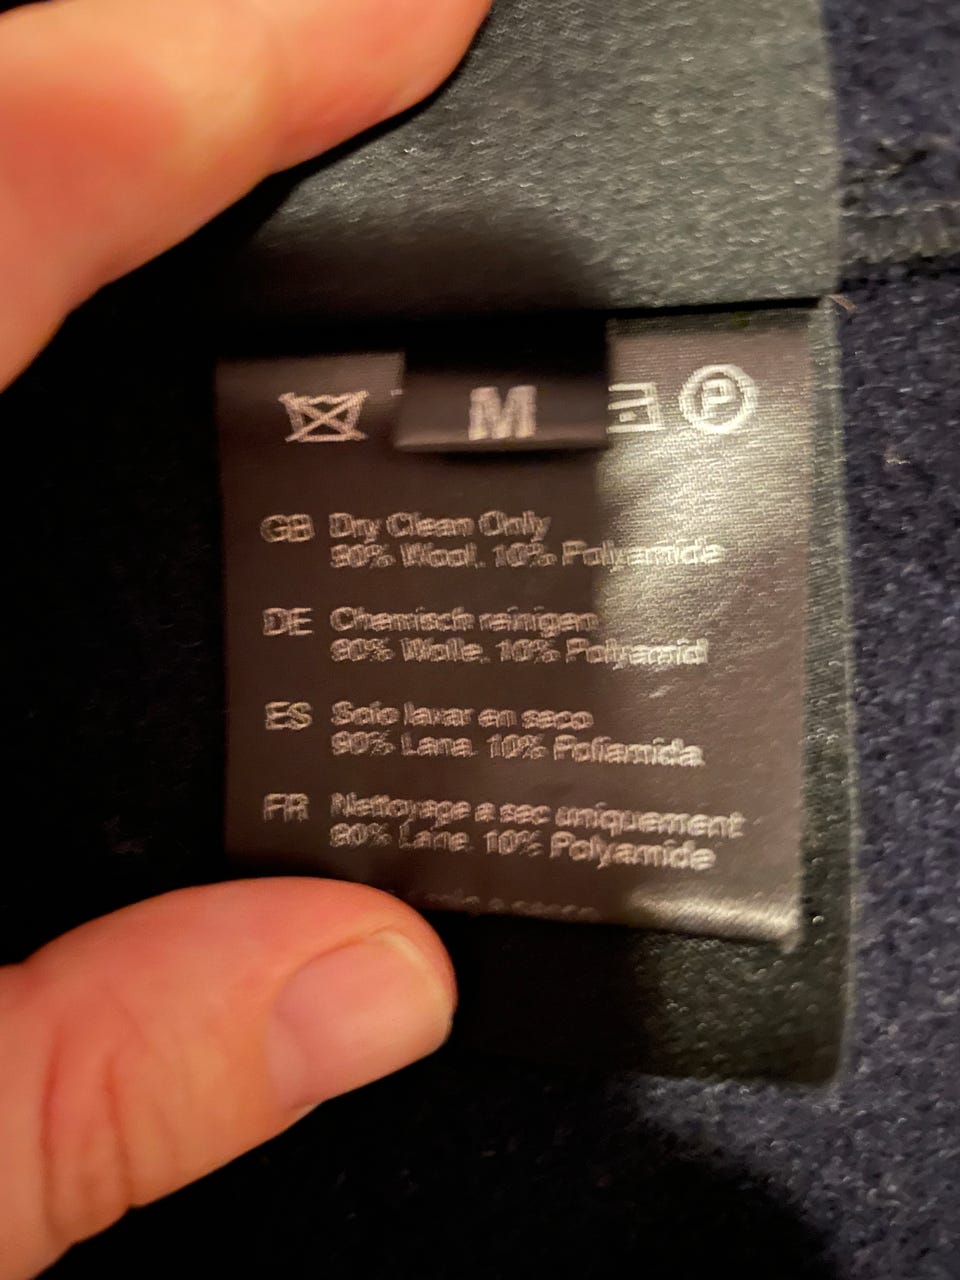 M
P
GB Dry Clean Only
90% Wool. 10% Polyamide
DE Chemisch reinigen
90% Wolle. 10% Polyamid
ES Solo lavar en seco
90% Lana. 10% Poliamida
FR Nettoyage a sec uniquement
90% Laine. 10% Polyamide